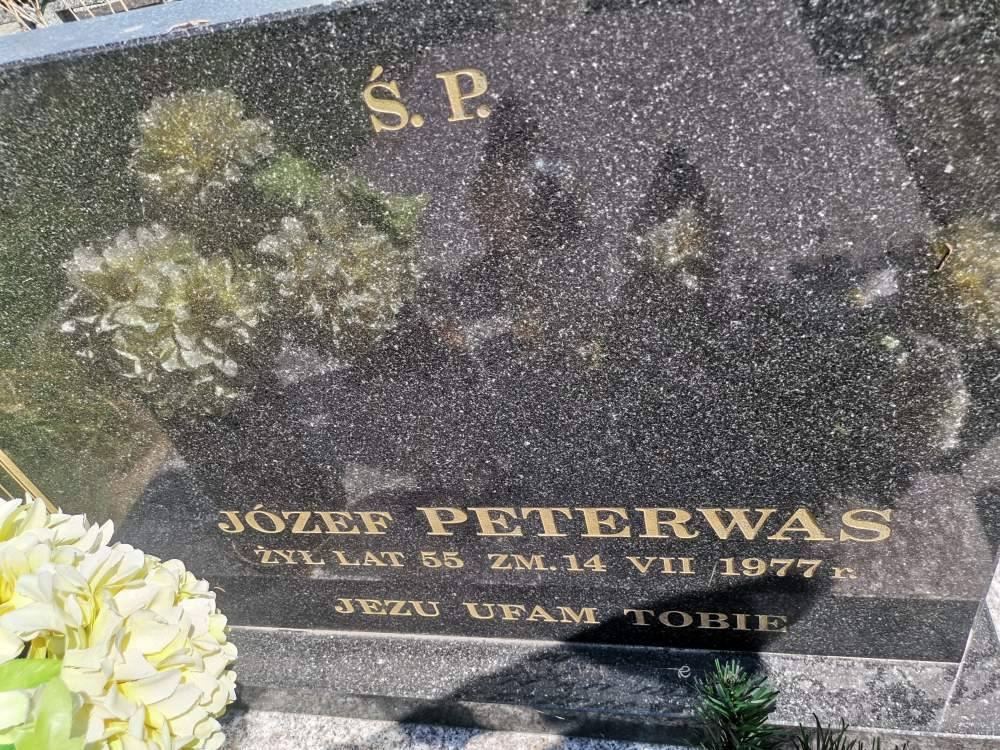 Ś. P.
JÓZEF PETERWAS
ŻYŁ LAT 55 ZM. 14 VII 1977 r.
JEZU UFAM TOBIE